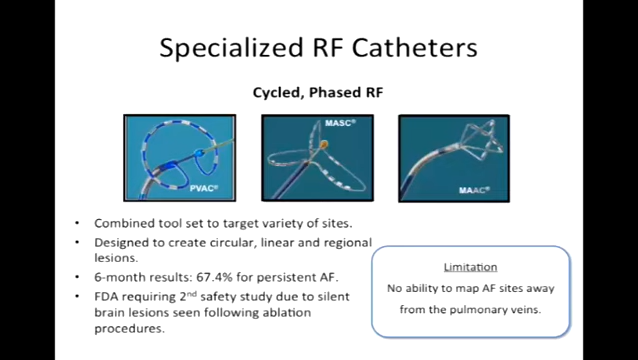 Specialized RF Catheters
Cycled, Phased RF
PVAC®
MASC®
MAAC®
• Combined tool set to target variety of sites.
• Designed to create circular, linear and regional
lesions.
• 6-month results: 67.4% for persistent AF.
• FDA requiring 2nd safety study due to silent
brain lesions seen following ablation
procedures.
Limitation
No ability to map AF sites away
from the pulmonary veins.